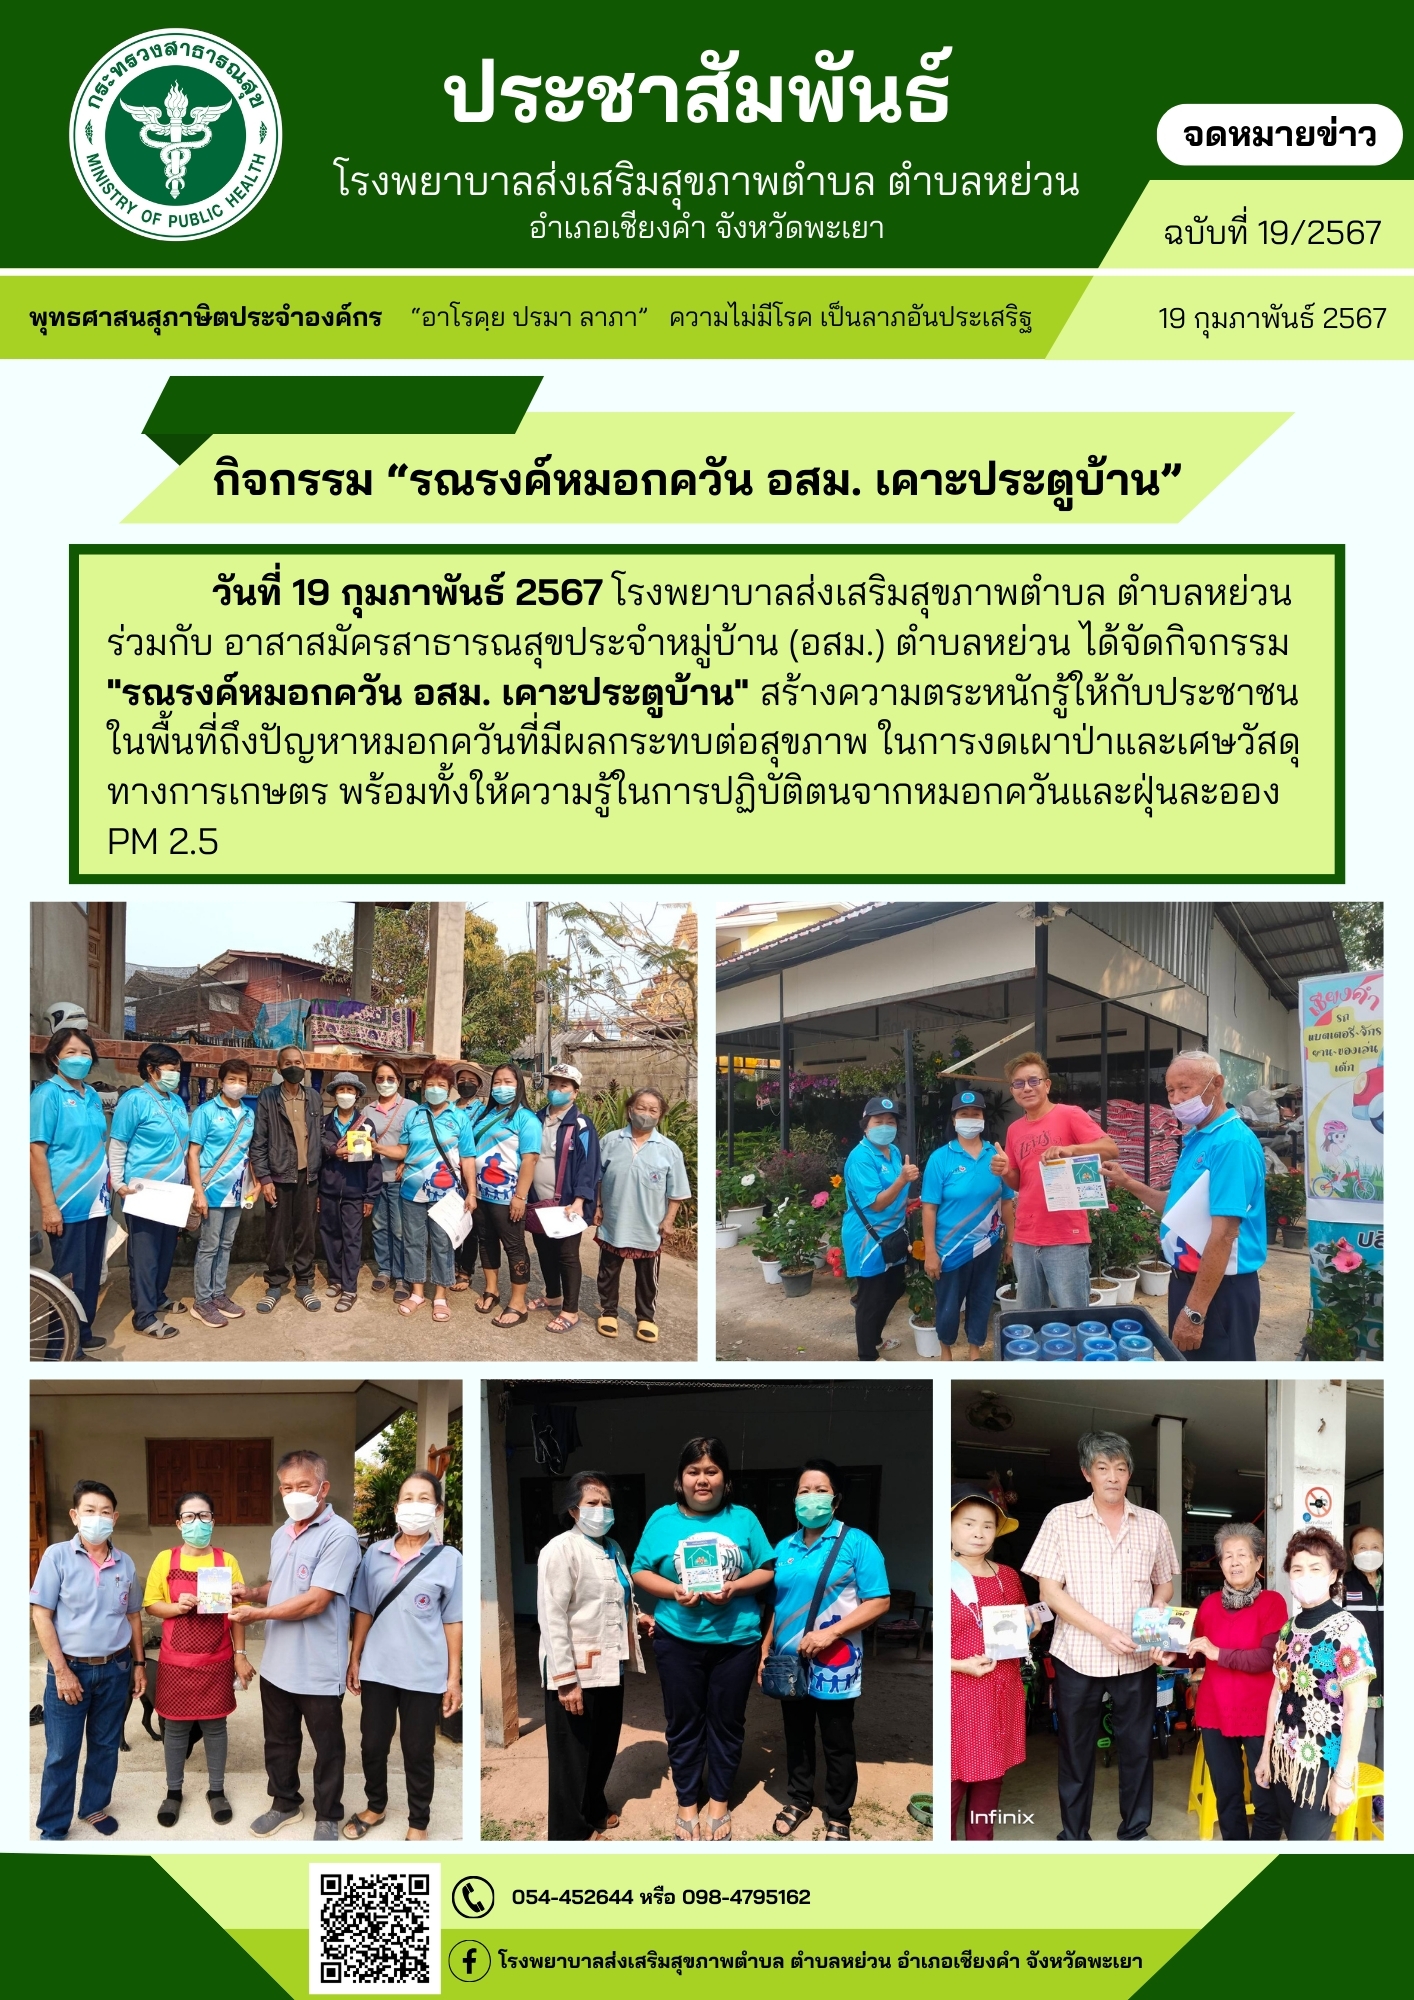 กระทรวงสาธารณสุข
MINISTRY OF PUBLIC HEALTH
ประชาสัมพันธ์
โรงพยาบาลส่งเสริมสุขภาพตำบล ตำบลหย่วน
อำเภอเชียงคำ จังหวัดพะเยา
จดหมายข่าว
ฉบับที่ 19/2567
พุทธศาสนสุภาษิตประจำองค์กร “อาโรคฺย ปรมา ลาภา” ความไม่มีโรค เป็นลาภอันประเสริฐ
19 กุมภาพันธ์ 2567
กิจกรรม “รณรงค์หมอกควัน อสม. เคาะประตูบ้าน”
วันที่ 19 กุมภาพันธ์ 2567 โรงพยาบาลส่งเสริมสุขภาพตำบล ตำบลหย่วน
ร่วมกับ อาสาสมัครสาธารณสุขประจำหมู่บ้าน (อสม.) ตำบลหย่วน ได้จัดกิจกรรม
"รณรงค์หมอกควัน อสม. เคาะประตูบ้าน" สร้างความตระหนักรู้ให้กับประชาชน
ในพื้นที่ถึงปัญหาหมอกควันที่มีผลกระทบต่อสุขภาพ ในการงดเผาป่าและเศษวัสดุ
ทางการเกษตร พร้อมทั้งให้ความรู้ในการปฏิบัติตนจากหมอกควันและฝุ่นละออง
PM 2.5
เชียงคำ
รถ
แบตเตอรี่-จักร
ยาน-ของเล่น
เด็ก
Infinix
054-452644 หรือ 098-4795162
โรงพยาบาลส่งเสริมสุขภาพตำบล ตำบลหย่วน อำเภอเชียงคำ จังหวัดพะเยา